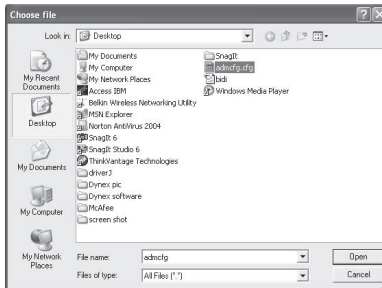 Choose file
Look in: Desktop
My Recent Documents
Desktop
My Documents
My Computer
My Network Places
My Documents
My Computer
My Network Places
Access IBM
Belkin Wireless Networking Utility
MSN Explorer
Norton AntiVirus 2004
SnagIt 6
SnagIt Studio 6
ThinkVantage Technologies
driverJ
Dynex pic
Dynex software
McAfee
screen shot
SnagIt
admcfg.cfg
bidi
Windows Media Player
File name: admcfg
Open
Files of type: All Files (*.*)
Cancel